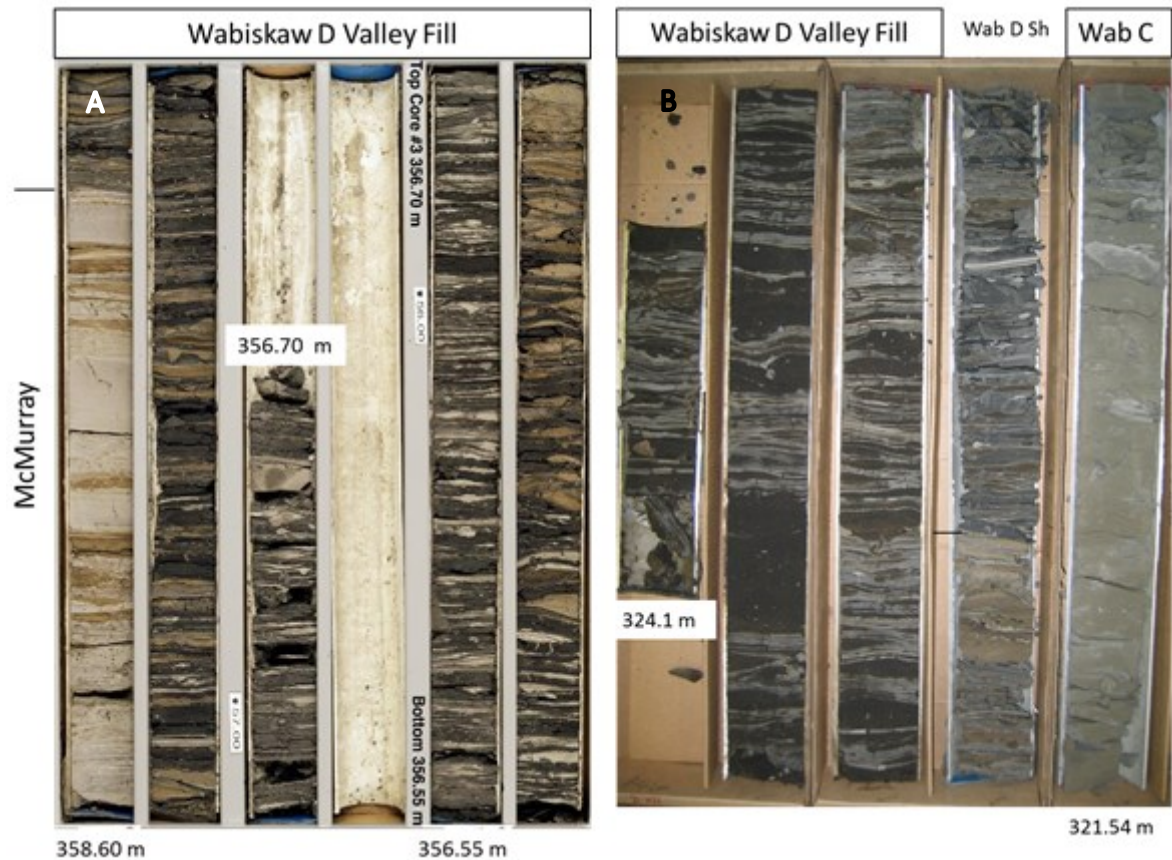 Wabiskaw D Valley Fill
A
McMurray
356.70 m
Top Core #3 356.70 m
Bottom 356.55 m
358.60 m
356.55 m
Wabiskaw D Valley Fill
Wab D Sh
Wab C
B
324.1 m
321.54 m